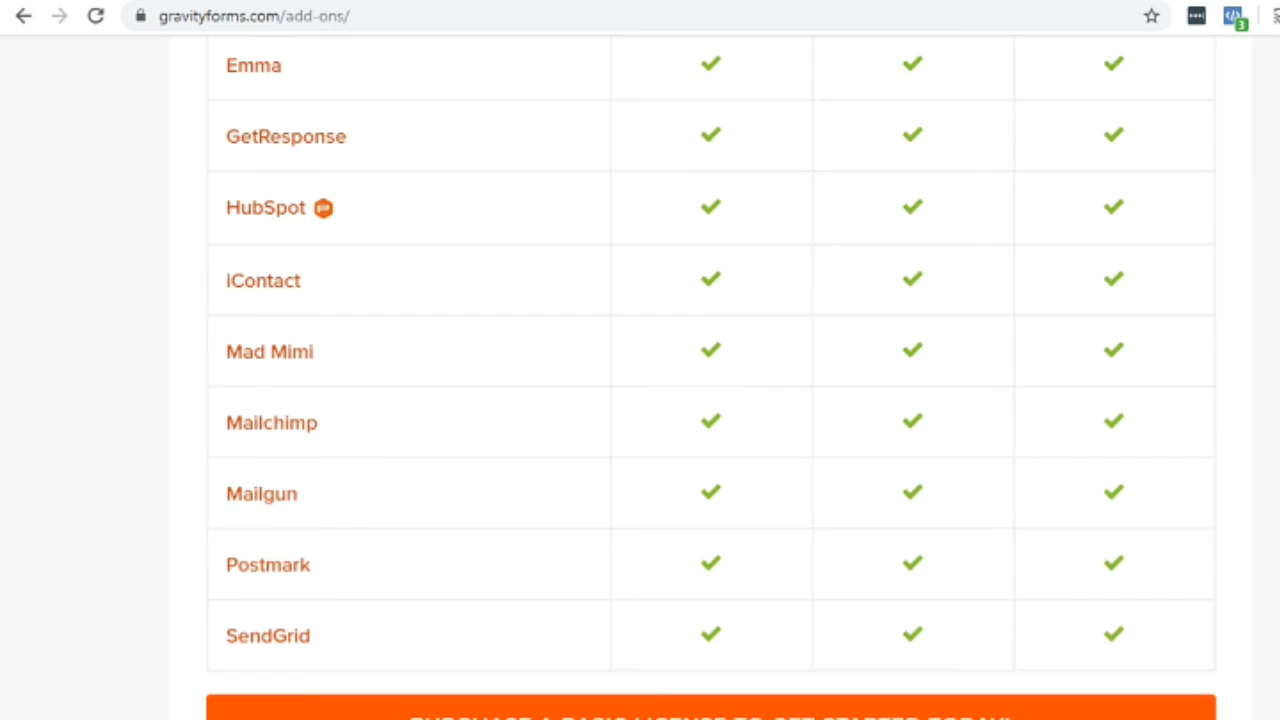 gravityforms.com/add-ons/
3
Emma
GetResponse
HubSpot
iContact
Mad Mimi
Mailchimp
Mailgun
Postmark
SendGrid
PURCHASE A BASIC LICENSE TO GET STARTED TODAY!